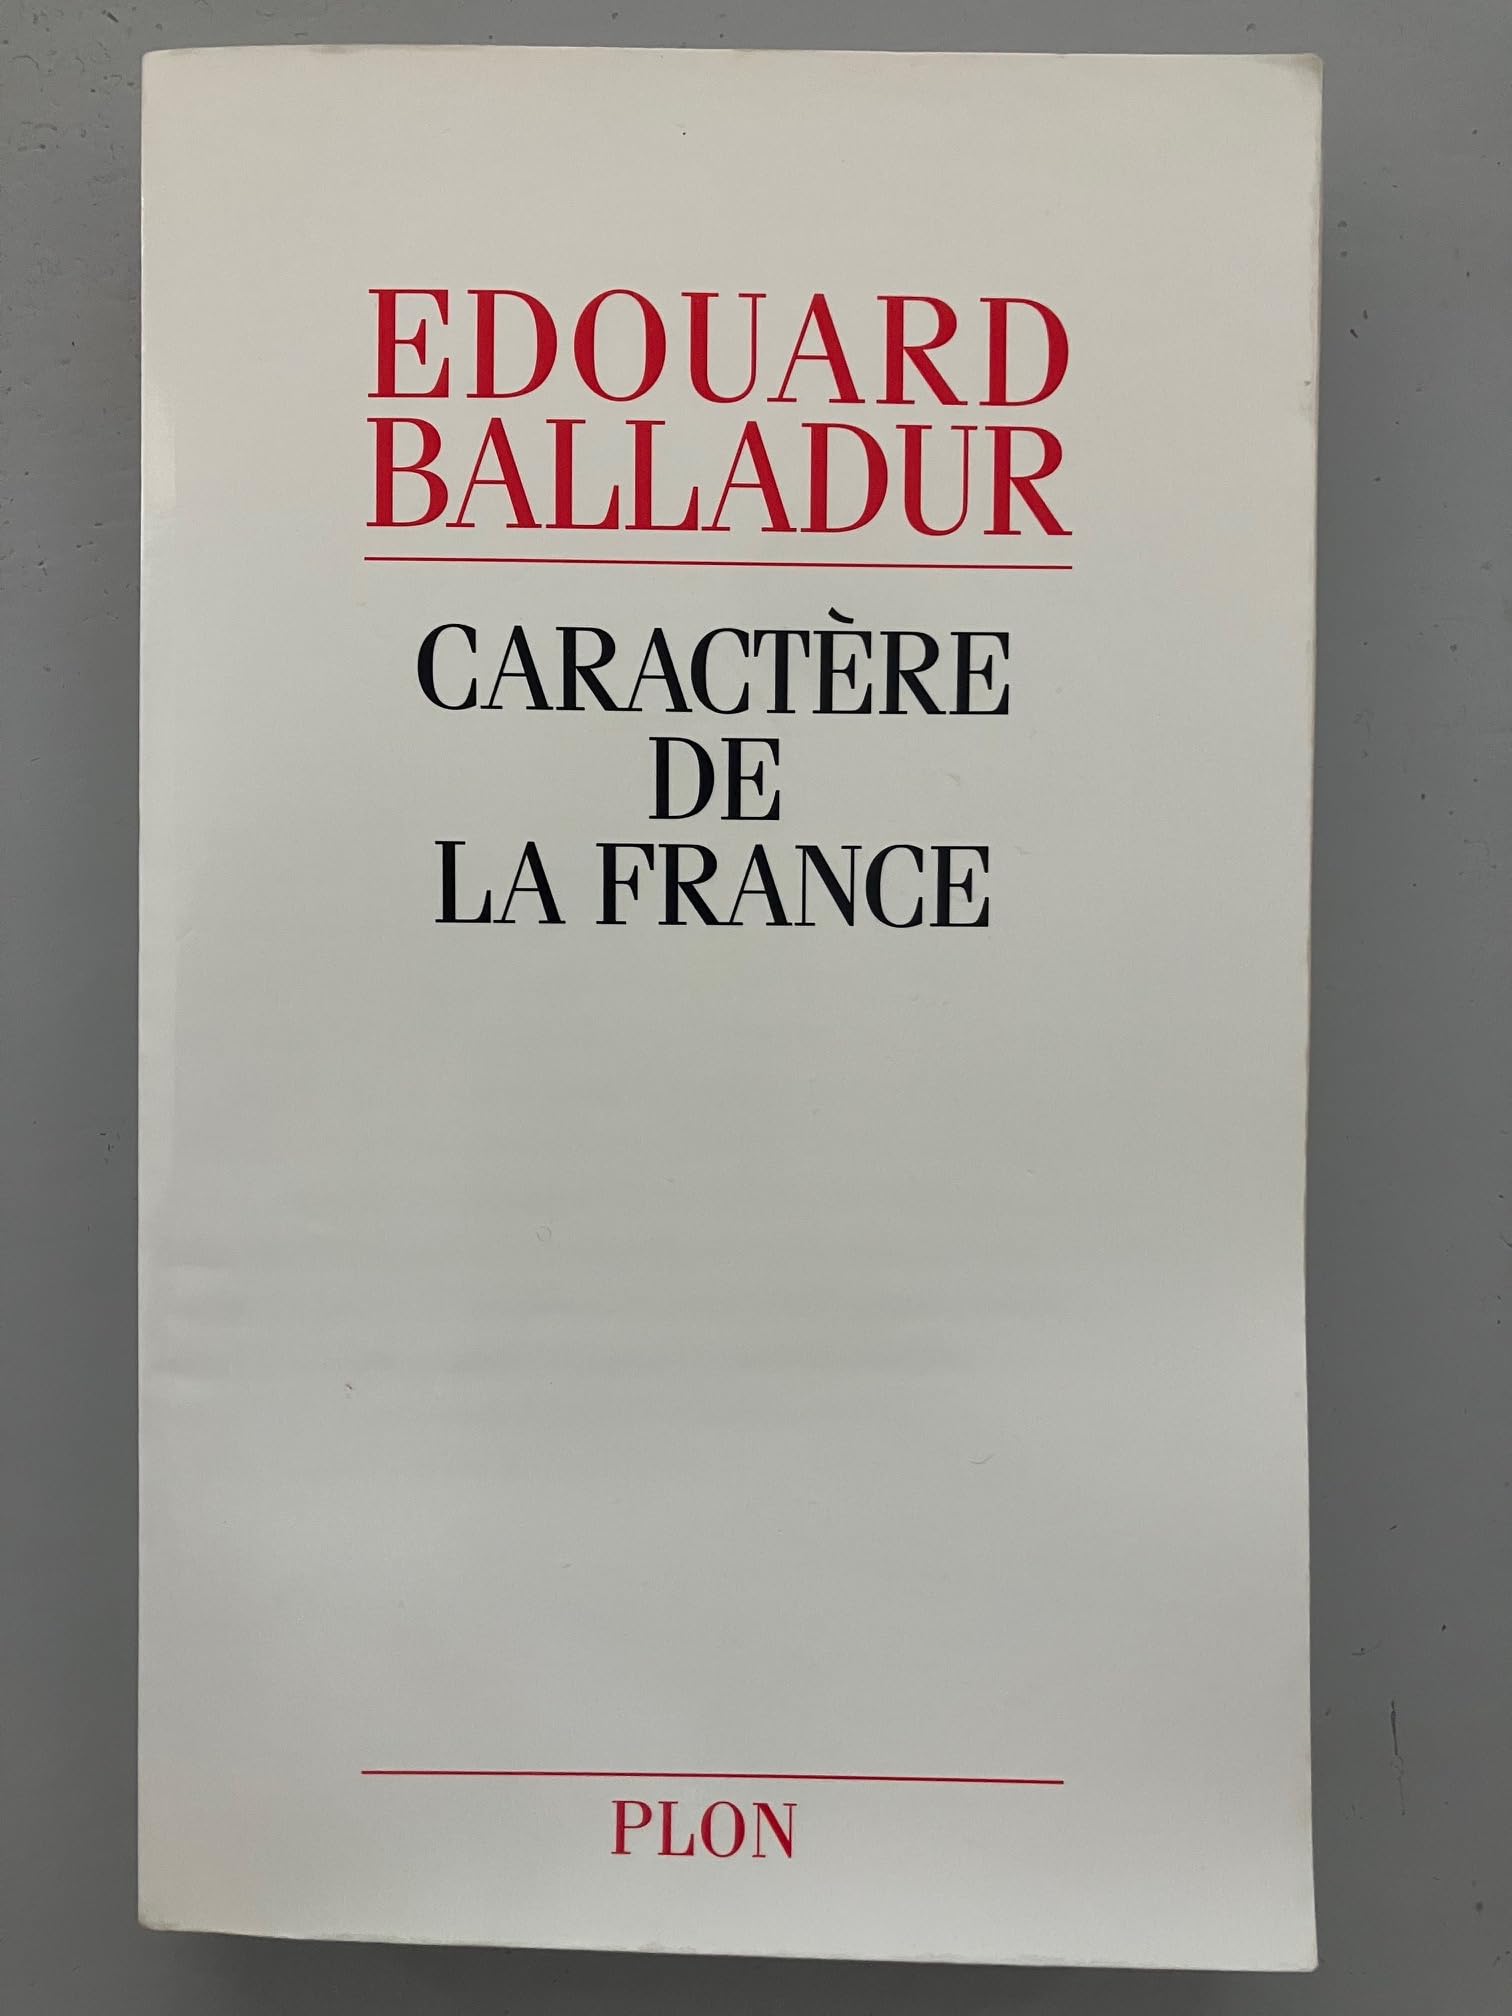 EDOUARD
BALLADUR
CARACTÈRE
DE
LA FRANCE
PLON